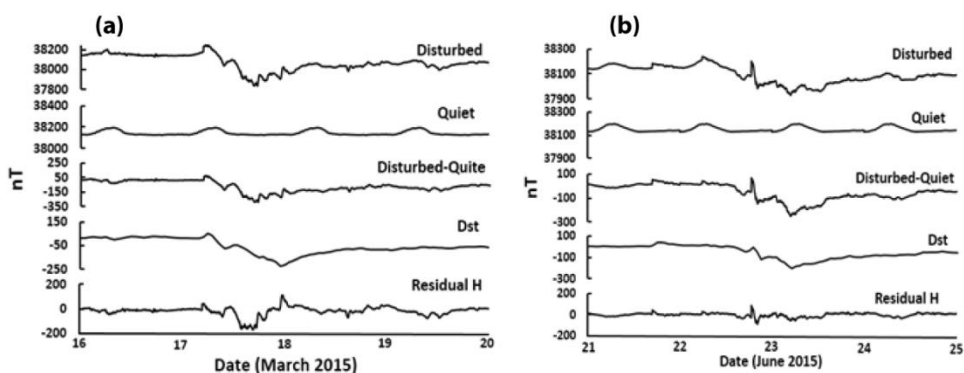 (a)
38200
38000
37800
Disturbed
38400
38200
38000
Quiet
250
50
-150
-350
Disturbed-Quite
150
-50
-250
Dst
200
0
-200
Residual H
nT
16 17 18 19 20
Date (March 2015)
(b)
38300
38100
37900
Disturbed
38300
38100
37900
Quiet
100
-100
-300
Disturbed-Quiet
100
-100
-300
Dst
200
0
-200
Residual H
nT
21 22 23 24 25
Date (June 2015)